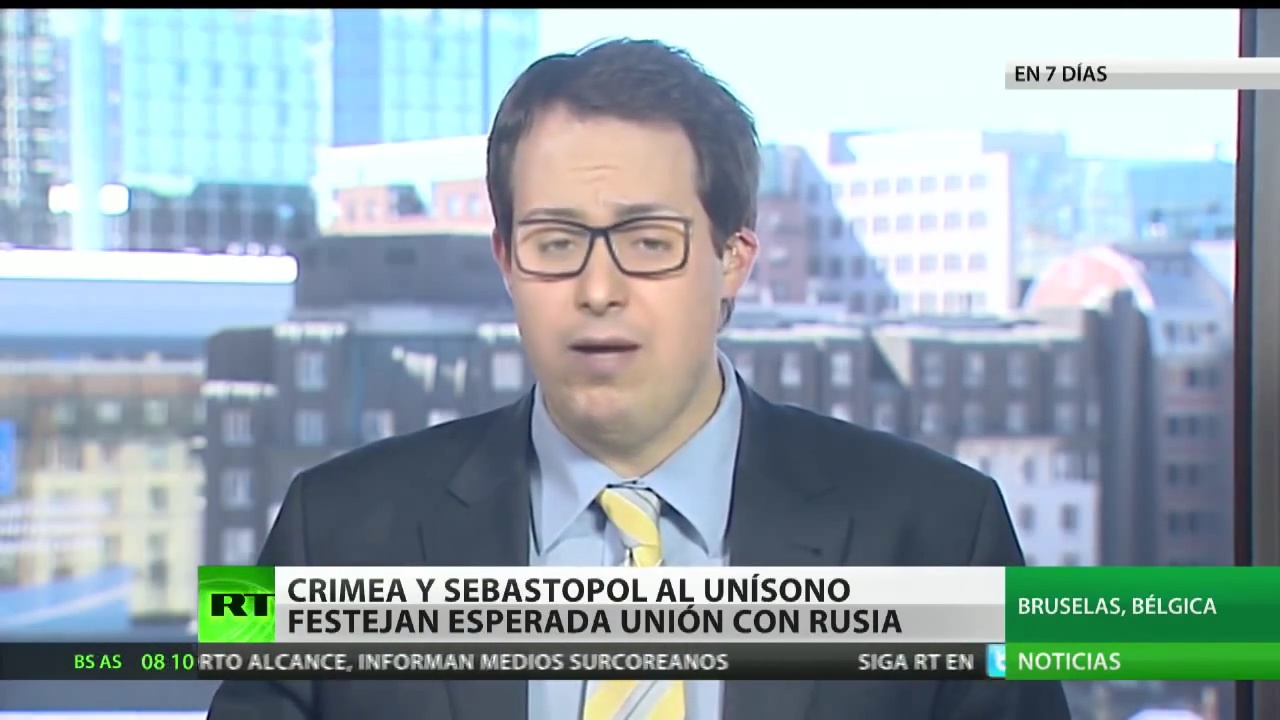 EN 7 DÍAS
RT
CRIMEA Y SEBASTOPOL AL UNÍSONO
FESTEJAN ESPERADA UNIÓN CON RUSIA
BRUSELAS, BÉLGICA
BS AS 08 10 RTO ALCANCE, INFORMAN MEDIOS SURCOREANOS SIGA RT EN
NOTICIAS